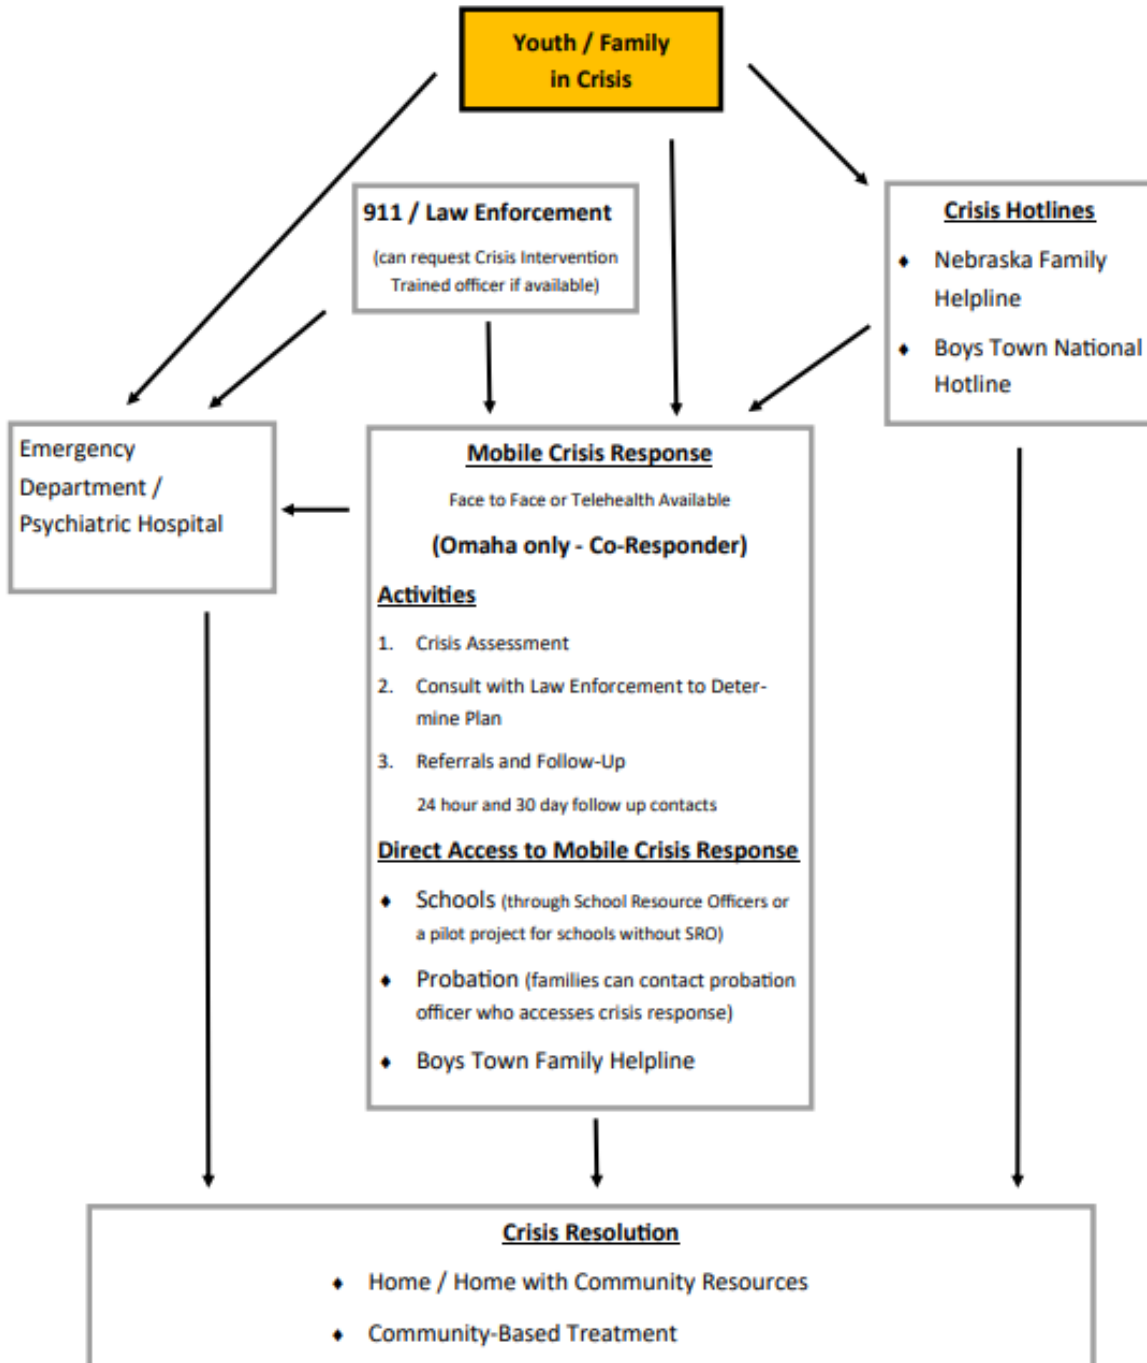 Youth / Family
in Crisis
911 / Law Enforcement
(can request Crisis Intervention
Trained officer if available)
Crisis Hotlines
♦ Nebraska Family
Helpline
♦ Boys Town National
Hotline
Emergency
Department /
Psychiatric Hospital
Mobile Crisis Response
Face to Face or Telehealth Available
(Omaha only - Co-Responder)
Activities
1. Crisis Assessment
2. Consult with Law Enforcement to Deter-
mine Plan
3. Referrals and Follow-Up
24 hour and 30 day follow up contacts
Direct Access to Mobile Crisis Response
♦ Schools (through School Resource Officers or
a pilot project for schools without SRO)
♦ Probation (families can contact probation
officer who accesses crisis response)
♦ Boys Town Family Helpline
Crisis Resolution
♦ Home / Home with Community Resources
♦ Community-Based Treatment